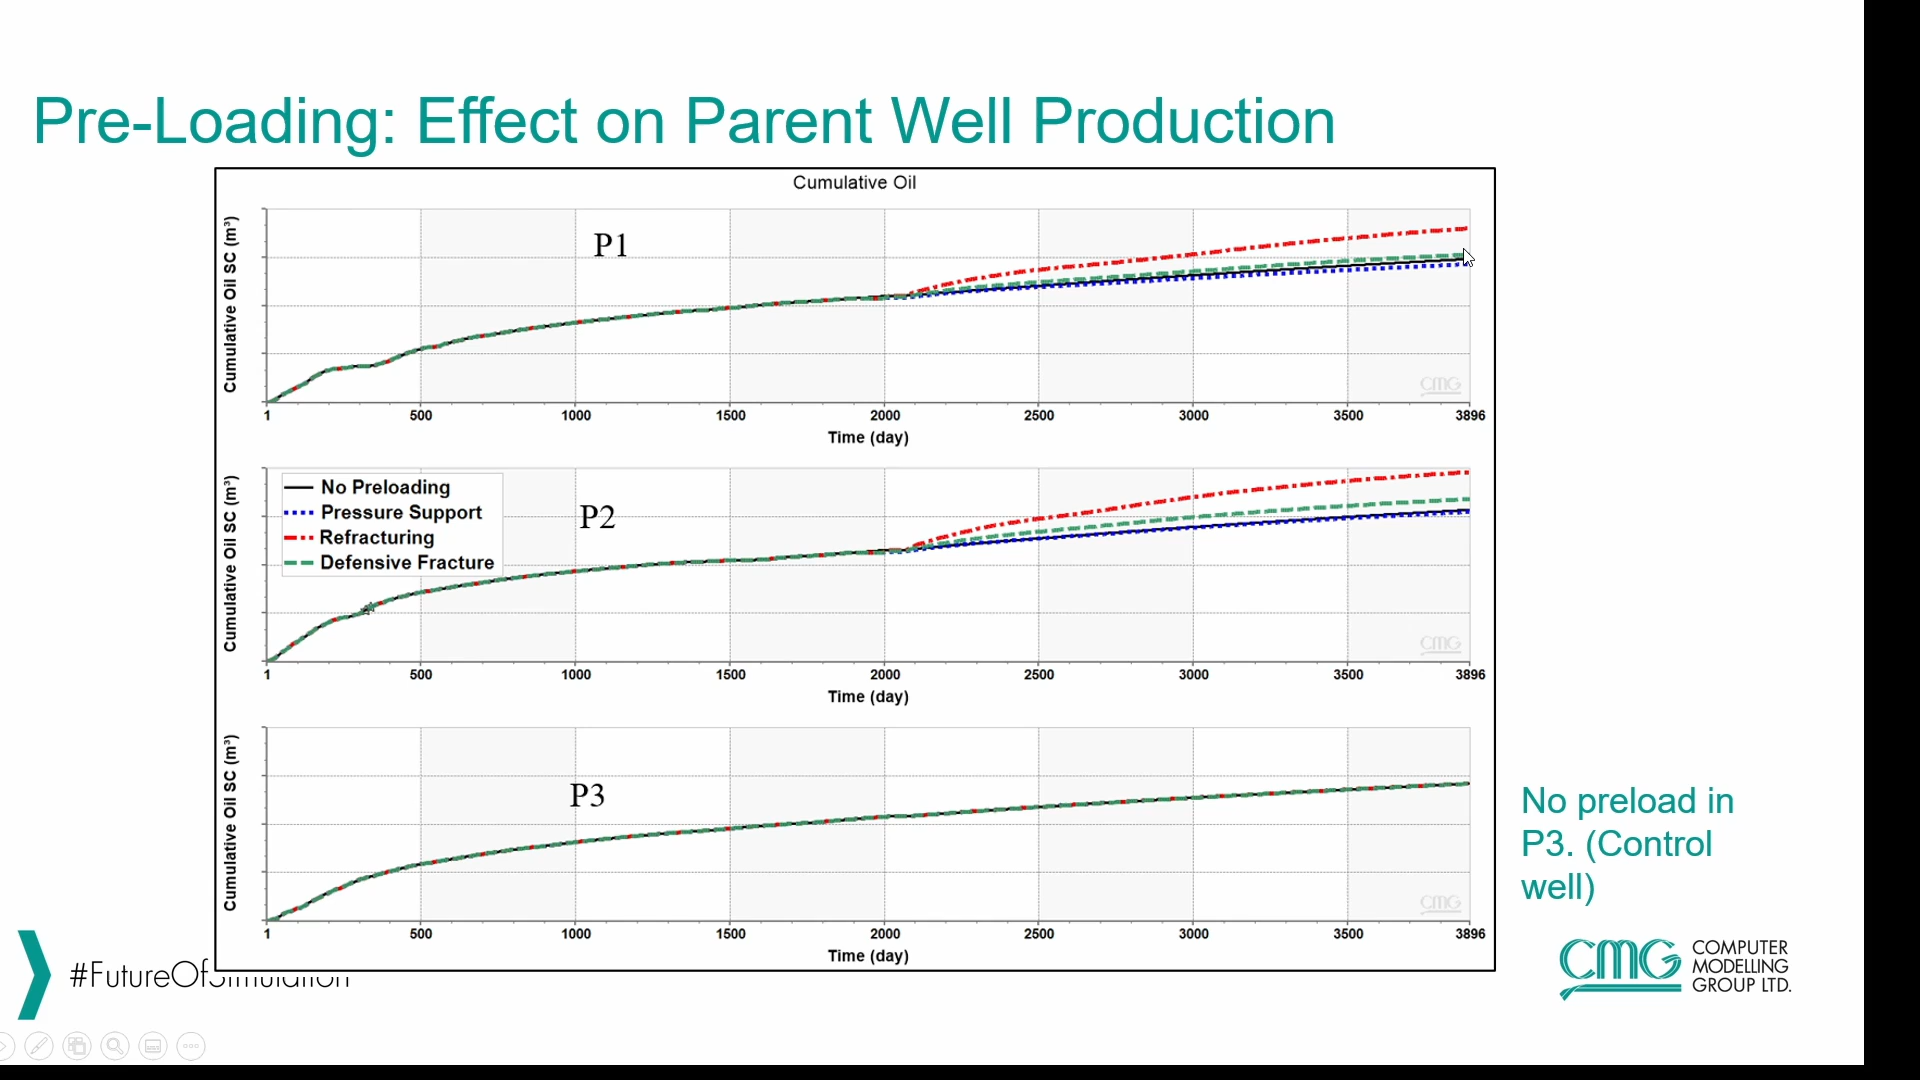 Pre-Loading: Effect on Parent Well Production
Cumulative Oil
Cumulative Oil SC (m³)
P1
CMG
1 500 1000 1500 2000 2500 3000 3500 3896
Time (day)
Cumulative Oil SC (m³)
No Preloading
Pressure Support
Refracturing
Defensive Fracture
P2
CMG
1 500 1000 1500 2000 2500 3000 3500 3896
Time (day)
Cumulative Oil SC (m³)
P3
CMG
1 500 1000 1500 2000 2500 3000 3500 3896
Time (day)
No preload in
P3. (Control
well)
#FutureOfSimulation
CMG
COMPUTER
MODELLING
GROUP LTD.